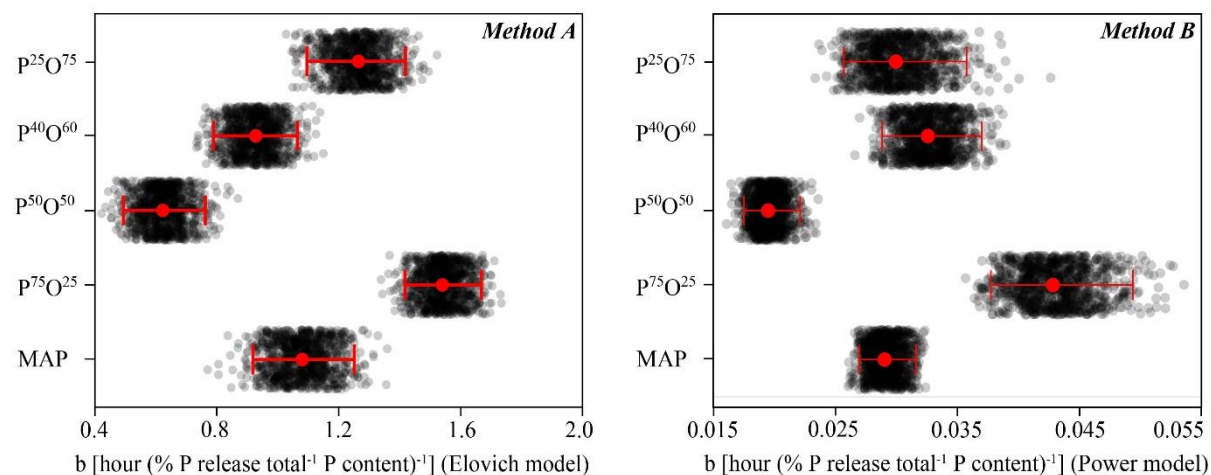 Method A
P²⁵O⁷⁵
P⁴⁰O⁶⁰
P⁵⁰O⁵⁰
P⁷⁵O²⁵
MAP
0.4 0.8 1.2 1.6 2.0
b [hour (% P release total⁻¹ P content)⁻¹] (Elovich model)
Method B
P²⁵O⁷⁵
P⁴⁰O⁶⁰
P⁵⁰O⁵⁰
P⁷⁵O²⁵
MAP
0.015 0.025 0.035 0.045 0.055
b [hour (% P release total⁻¹ P content)⁻¹] (Power model)